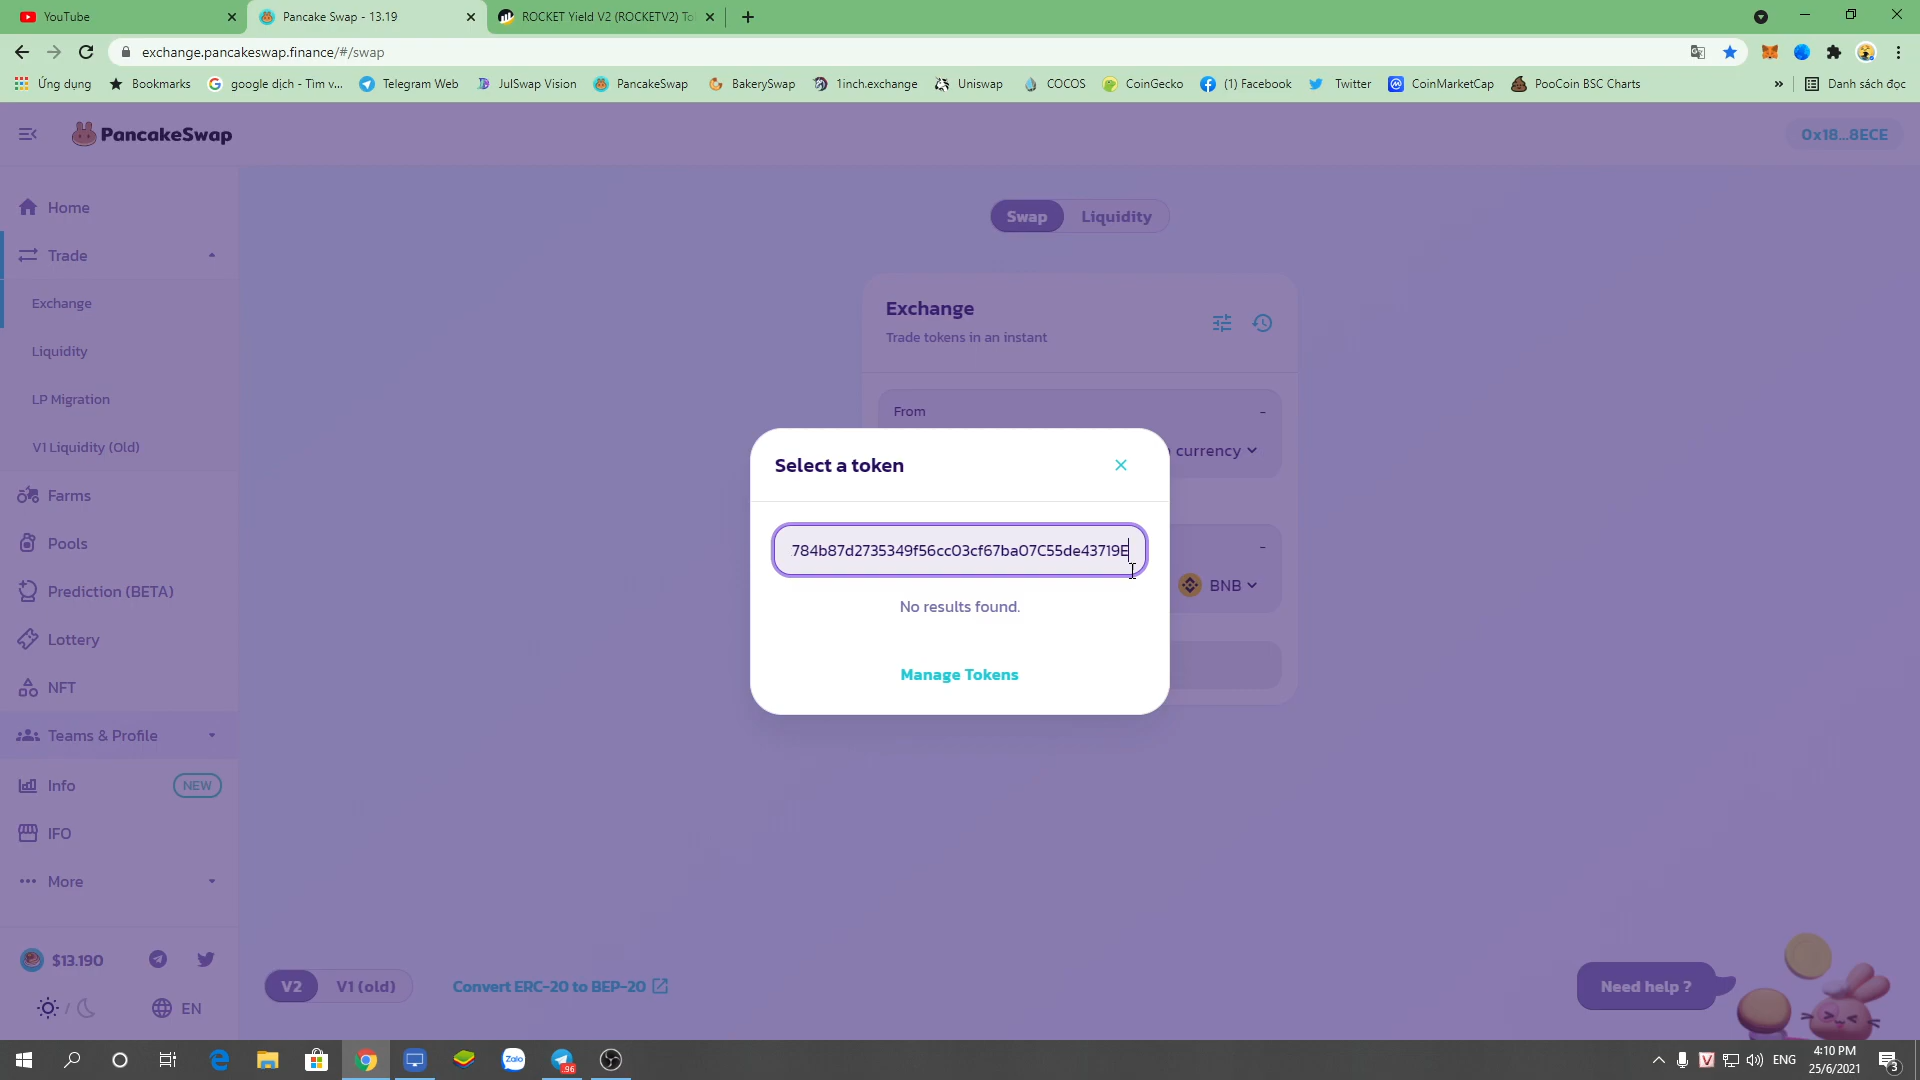 YouTube
Pancake Swap - 13.19
ROCKET Yield V2 (ROCKETV2) To
exchange.pancakeswap.finance/#/swap
Ứng dụng
Bookmarks
google dịch - Tìm v...
Telegram Web
JulSwap Vision
PancakeSwap
BakerySwap
1inch.exchange
Uniswap
COCOS
CoinGecko
(1) Facebook
Twitter
CoinMarketCap
PooCoin BSC Charts
»
Danh sách đọc
PancakeSwap
0x18...8ECE
Home
Trade
Exchange
Liquidity
LP Migration
V1 Liquidity (Old)
Farms
Pools
Prediction (BETA)
Lottery
NFT
Teams & Profile
Info
NEW
IFO
More
$13.190
EN
Swap
Liquidity
Exchange
Trade tokens in an instant
From
-
currency
-
BNB
Select a token
784b87d2735349f56cc03cf67ba07C55de43719E
No results found.
Manage Tokens
V2
V1 (old)
Convert ERC-20 to BEP-20
Need help ?
Zalo
.96
V
ENG
4:10 PM
25/6/2021
3